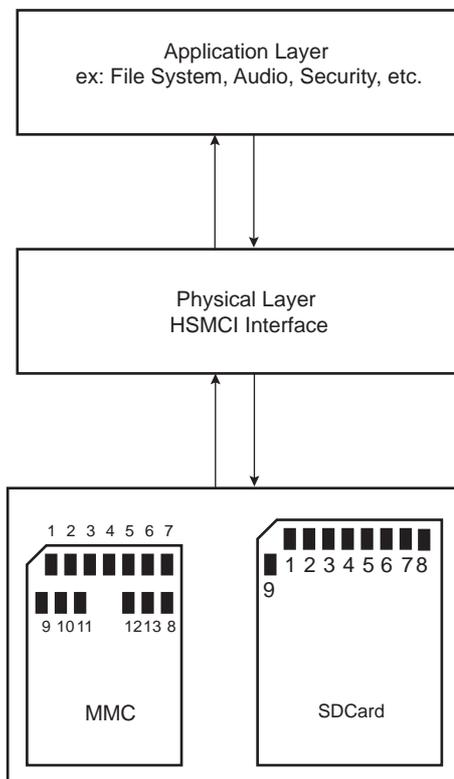 Application Layer
ex: File System, Audio, Security, etc.
Physical Layer
HSMCI Interface
1 2 3 4 5 6 7
9 10 11 12 13 8
MMC
1 2 3 4 5 6 7 8
9
SDCard